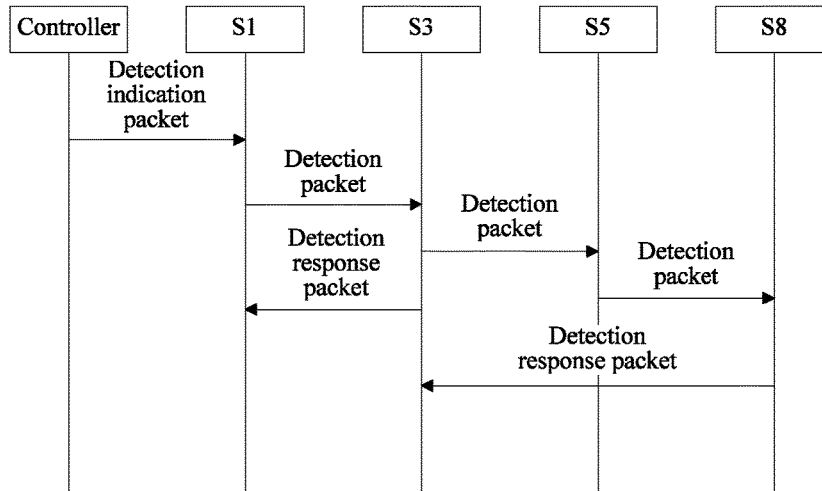 Controller
S1
S3
S5
S8
Detection
indication
packet
Detection
packet
Detection
packet
Detection
response
packet
Detection
packet
Detection
response packet